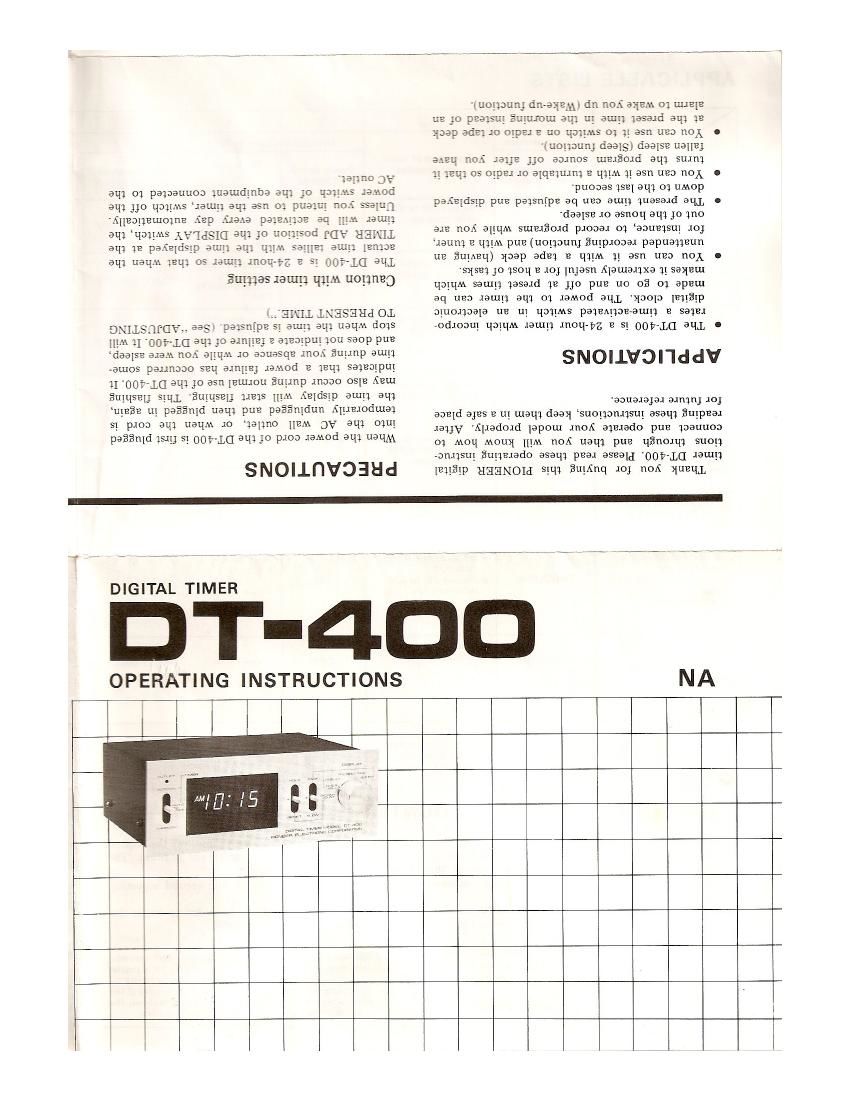 DIGITAL TIMER
DT-400
OPERATING INSTRUCTIONS
NA
AM 10:15
DIGITAL TIMER MODEL DT-400
PIONEER ELECTRONIC CORPORATION
Thank you for buying this PIONEER digital
timer DT-400. Please read these operating instruc-
tions through and then you will know how to
connect and operate your model properly. After
reading these instructions, keep them in a safe place
for future reference.
APPLICATIONS
● The DT-400 is a 24-hour timer which incorpo-
rates a time-activated switch in an electronic
digital clock. The power to the timer can be
made to go on and off at preset times which
makes it extremely useful for a host of tasks.
● You can use it with a tape deck (having an
unattended recording function) and with a tuner,
for instance, to record programs while you are
out of the house or asleep.
● The present time can be adjusted and displayed
down to the last second.
● You can use it with a turntable or radio so that it
turns the program source off after you have
fallen asleep (Sleep function).
● You can use it to switch on a radio or tape deck
at the preset time in the morning instead of an
alarm to wake you up (Wake-up function).
PRECAUTIONS
When the power cord of the DT-400 is first plugged
into the AC wall outlet, or when the cord is
temporarily unplugged and then plugged in again,
the time display will start flashing. This flashing
may also occur during normal use of the DT-400. It
indicates that a power failure has occurred some-
time during your absence or while you were asleep,
and does not indicate a failure of the DT-400. It will
stop when the time is adjusted. (See "ADJUSTING
TO PRESENT TIME.")
Caution with timer setting
The DT-400 is a 24-hour timer so that when the
actual time tallies with the time displayed at the
TIMER ADJ position of the DISPLAY switch, the
timer will be activated every day automatically.
Unless you intend to use the timer, switch off the
power switch of the equipment connected to the
AC outlet.